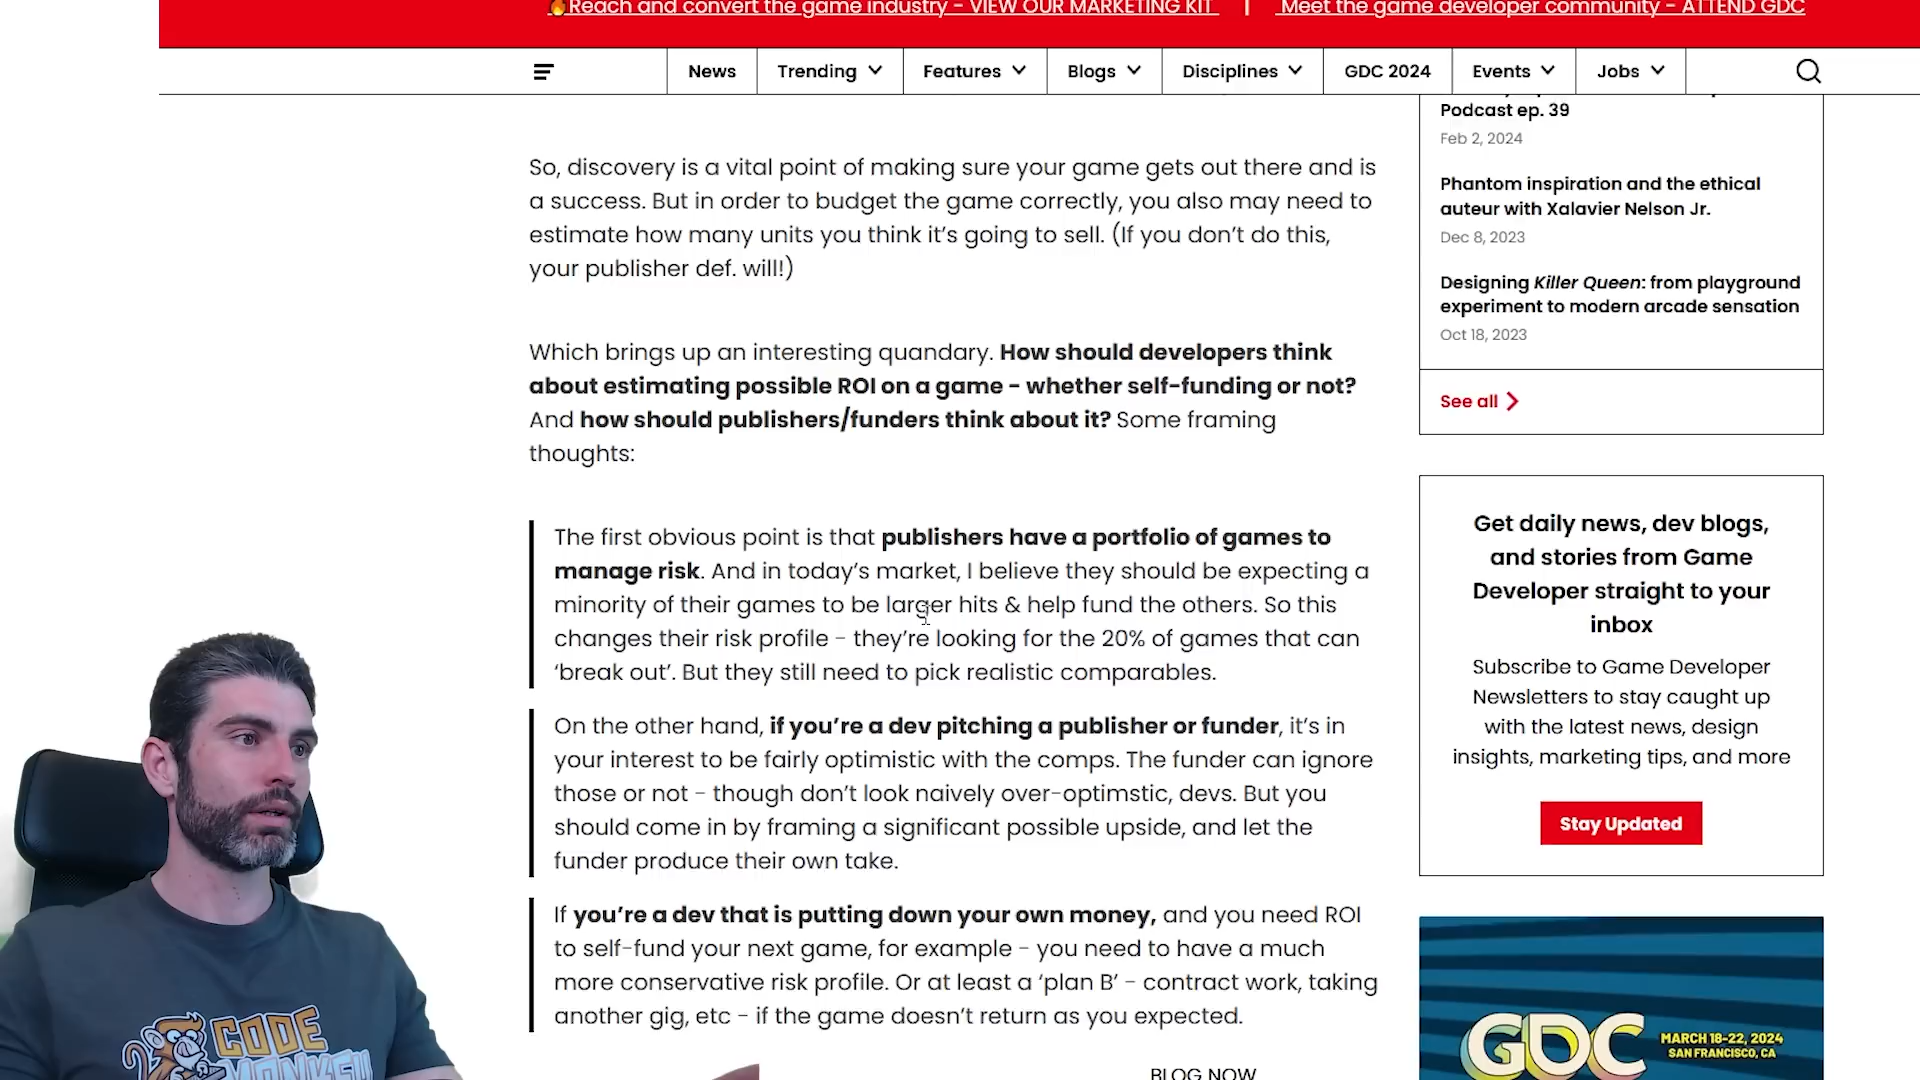 🔥Reach and convert the game industry - VIEW OUR MARKETING KIT | Meet the game developer community - ATTEND GDC
News Trending Features Blogs Disciplines GDC 2024 Events Jobs
So, discovery is a vital point of making sure your game gets out there and is
a success. But in order to budget the game correctly, you also may need to
estimate how many units you think it's going to sell. (If you don't do this,
your publisher def. will!)
Which brings up an interesting quandary. How should developers think
about estimating possible ROI on a game - whether self-funding or not?
And how should publishers/funders think about it? Some framing
thoughts:
The first obvious point is that publishers have a portfolio of games to
manage risk. And in today's market, I believe they should be expecting a
minority of their games to be larger hits & help fund the others. So this
changes their risk profile - they're looking for the 20% of games that can
'break out'. But they still need to pick realistic comparables.
On the other hand, if you're a dev pitching a publisher or funder, it's in
your interest to be fairly optimistic with the comps. The funder can ignore
those or not - though don't look naively over-optimstic, devs. But you
should come in by framing a significant possible upside, and let the
funder produce their own take.
If you're a dev that is putting down your own money, and you need ROI
to self-fund your next game, for example - you need to have a much
more conservative risk profile. Or at least a 'plan B' - contract work, taking
another gig, etc - if the game doesn't return as you expected.
BLOG NOW
Podcast ep. 39
Feb 2, 2024
Phantom inspiration and the ethical
auteur with Xalavier Nelson Jr.
Dec 8, 2023
Designing Killer Queen: from playground
experiment to modern arcade sensation
Oct 18, 2023
See all
Get daily news, dev blogs,
and stories from Game
Developer straight to your
inbox
Subscribe to Game Developer
Newsletters to stay caught up
with the latest news, design
insights, marketing tips, and more
Stay Updated
GDC
MARCH 18-22, 2024
SAN FRANCISCO, CA
CODE
MONKEY